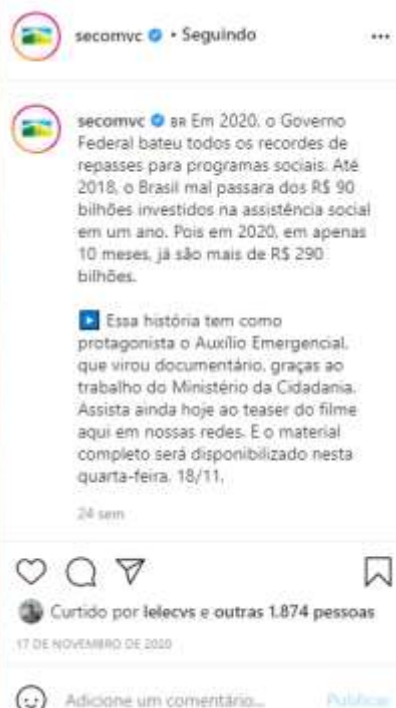 secomvc • Seguindo
secomvc BR Em 2020, o Governo
Federal bateu todos os recordes de
repasses para programas sociais. Até
2018, o Brasil mal passara dos R$ 90
bilhões investidos na assistência social
em um ano. Pois em 2020, em apenas
10 meses, já são mais de R$ 290
bilhões.
Essa história tem como
protagonista o Auxílio Emergencial,
que virou documentário, graças ao
trabalho do Ministério da Cidadania.
Assista ainda hoje ao teaser do filme
aqui em nossas redes. E o material
completo será disponibilizado nesta
quarta-feira, 18/11.
24 sem
Curtido por lelecvs e outras 1.874 pessoas
17 DE NOVEMBRO DE 2020
Adicione um comentário... Publicar